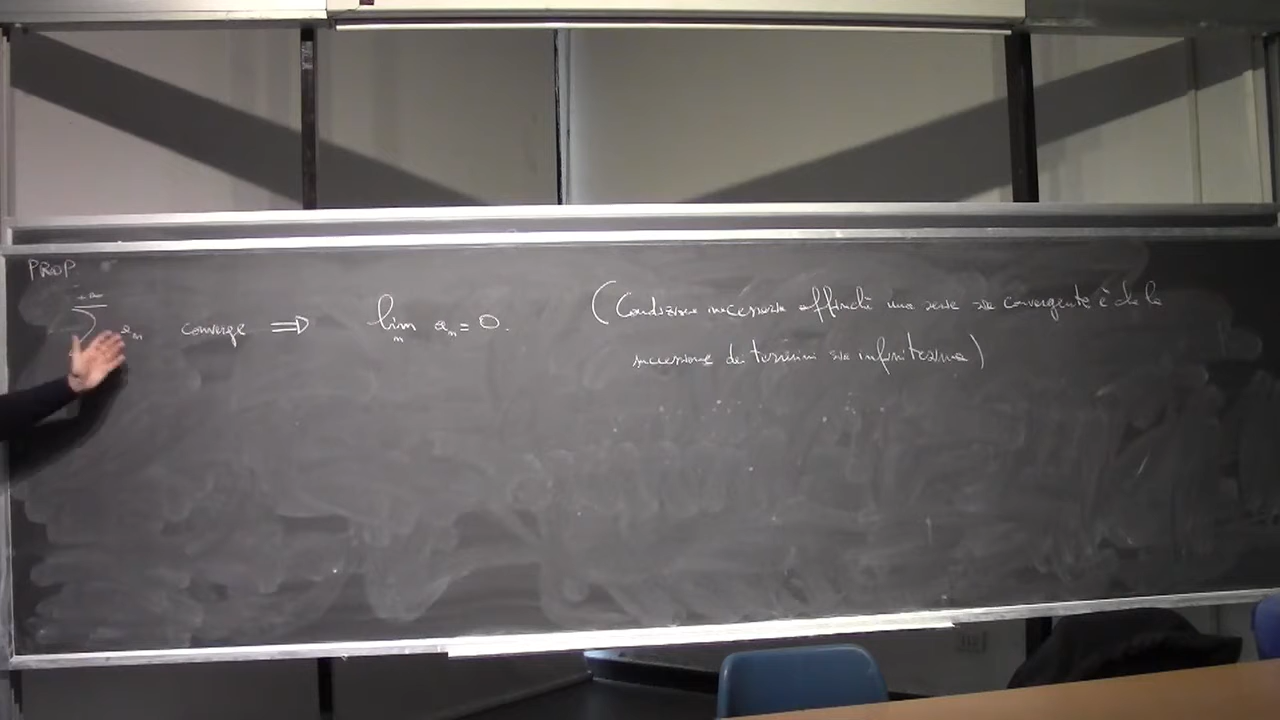 PROP
+∞
∑ aₙ converge ⟹ lim aₙ = 0. (Condizione necessaria affinché una serie sia convergente è che la
n
successione dei termini sia infinitesima)